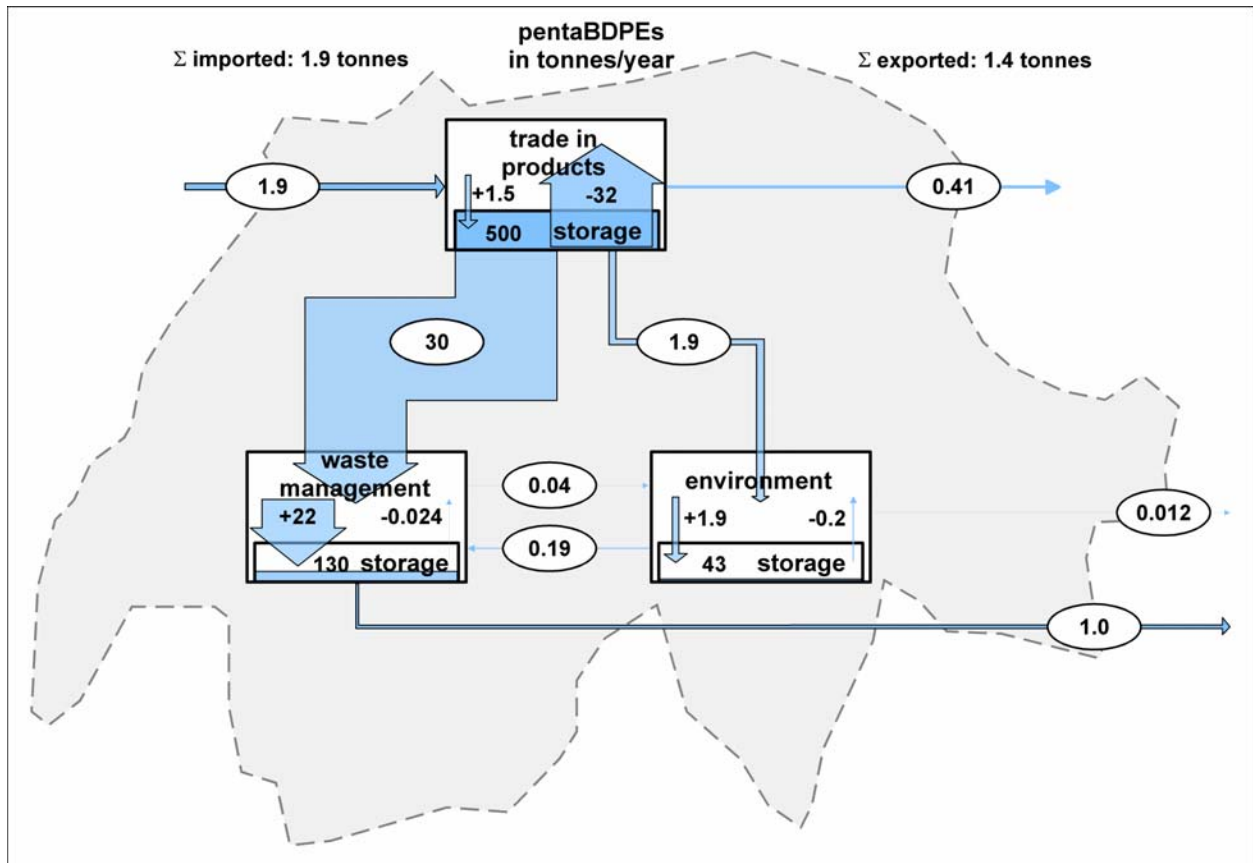 pentaBDPEs
in tonnes/year
Σ imported: 1.9 tonnes
Σ exported: 1.4 tonnes
trade in
products
1.9
+1.5
-32
0.41
500
storage
30
1.9
waste
management
environment
0.04
+22
-0.024
+1.9
-0.2
0.012
0.19
130
storage
43
storage
1.0